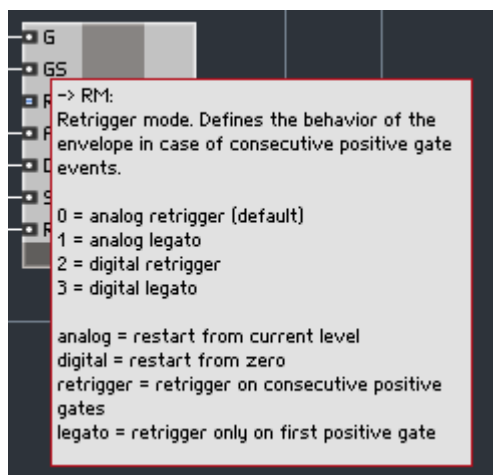 G
GS
R
-> RM:
Retrigger mode. Defines the behavior of the
envelope in case of consecutive positive gate
events.
0 = analog retrigger (default)
1 = analog legato
2 = digital retrigger
3 = digital legato
analog = restart from current level
digital = restart from zero
retrigger = retrigger on consecutive positive
gates
legato = retrigger only on first positive gate